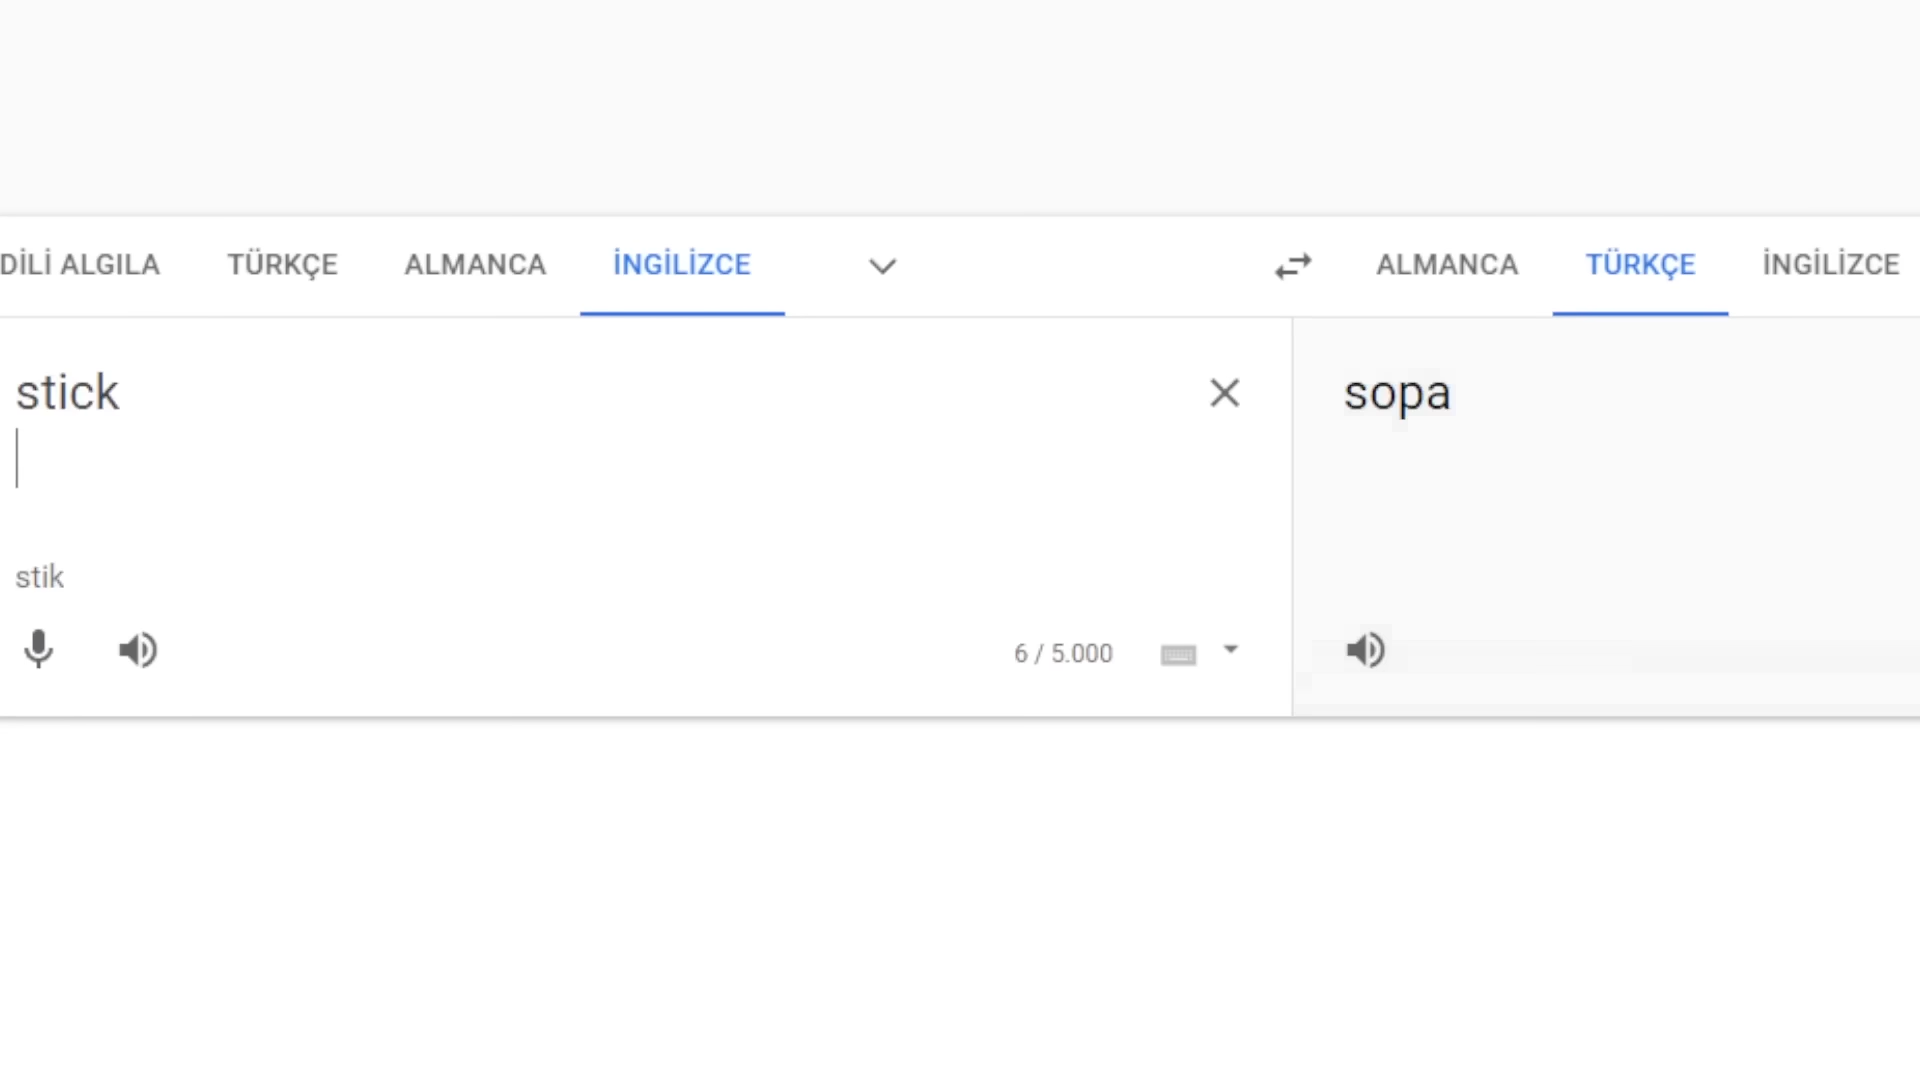 DİLİ ALGILA TÜRKÇE ALMANCA İNGİLİZCE ALMANCA TÜRKÇE İNGİLİZCE
stick
sopa
stik
6 / 5.000